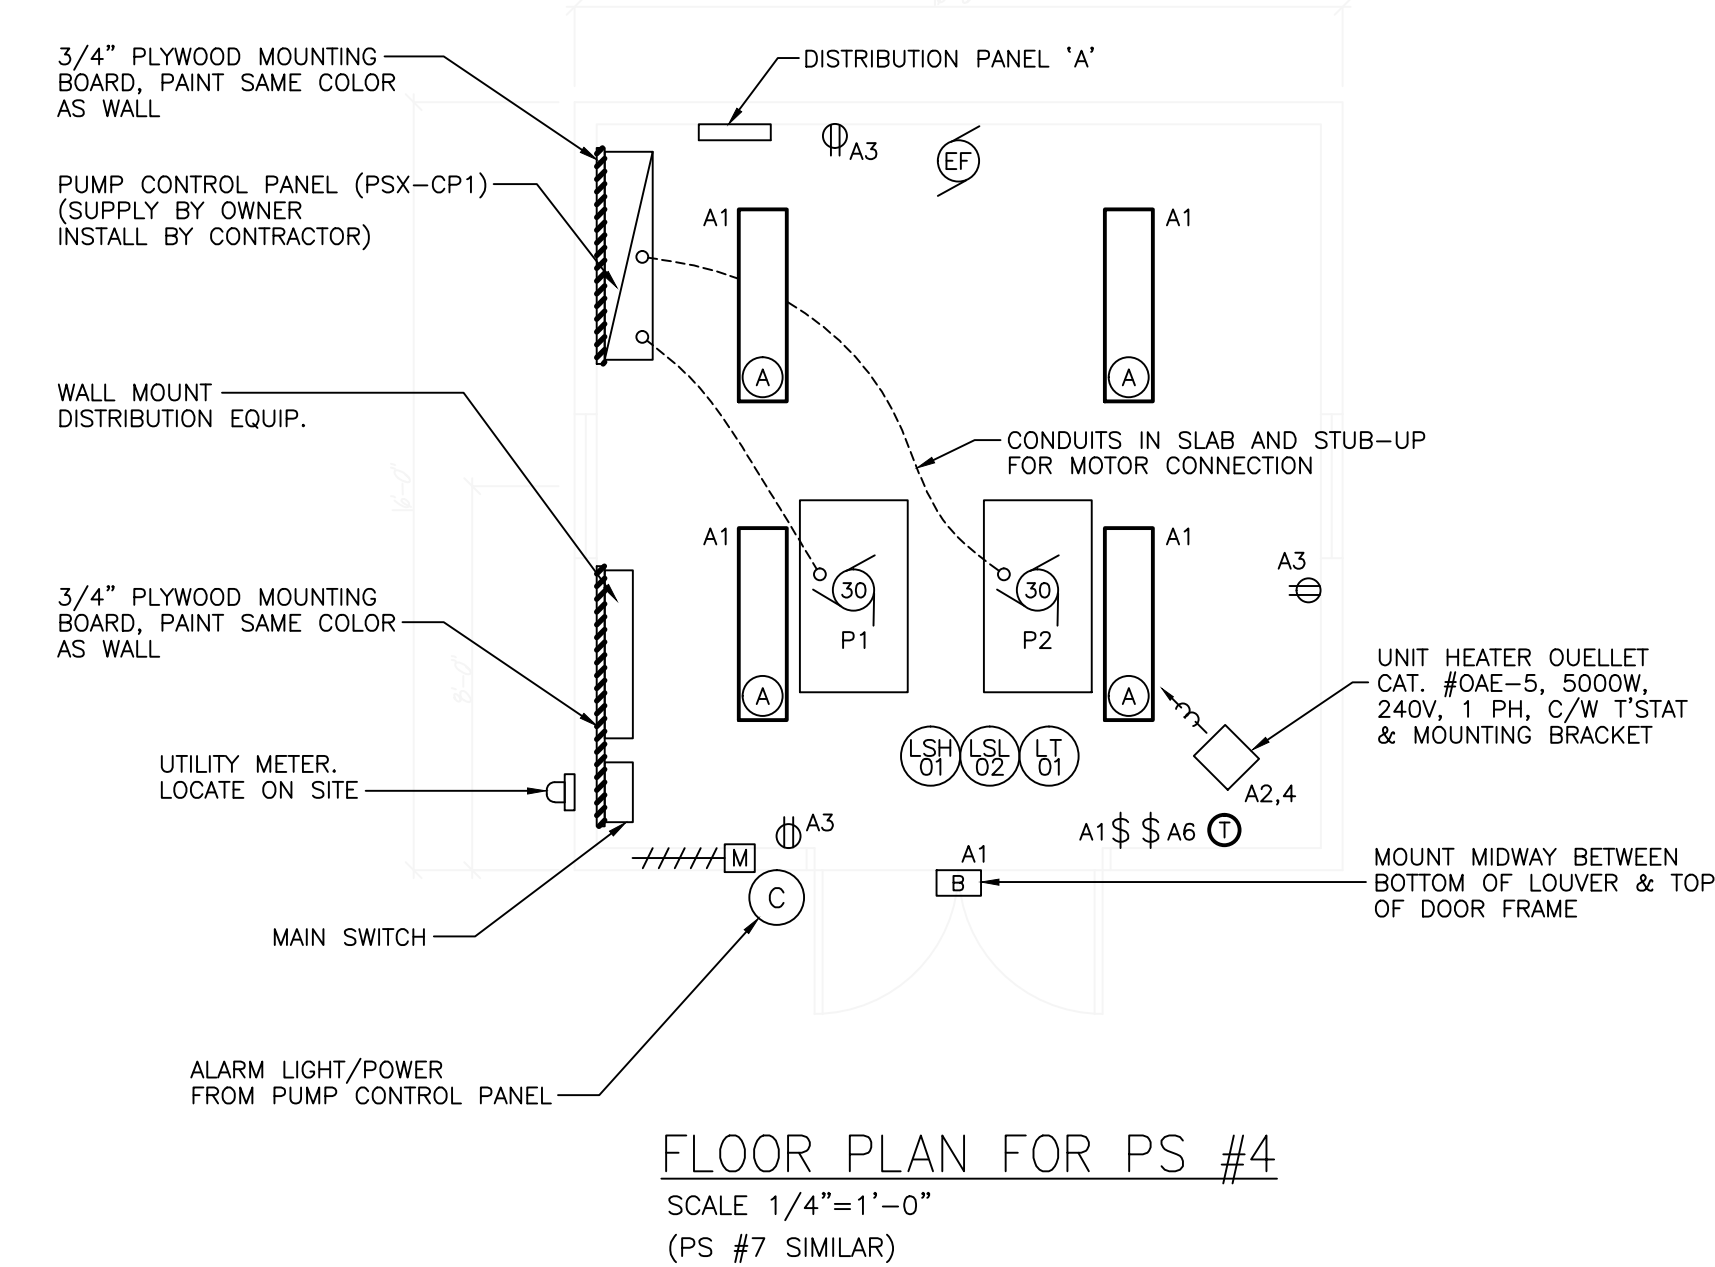 3/4" PLYWOOD MOUNTING
BOARD, PAINT SAME COLOR
AS WALL
DISTRIBUTION PANEL 'A'
A3
EF
PUMP CONTROL PANEL (PSX-CP1)
(SUPPLY BY OWNER
INSTALL BY CONTRACTOR)
A1
A1
A
A
WALL MOUNT
DISTRIBUTION EQUIP.
CONDUITS IN SLAB AND STUB-UP
FOR MOTOR CONNECTION
16'-0"
8'-0"
A1
A1
A3
30
P1
30
P2
3/4" PLYWOOD MOUNTING
BOARD, PAINT SAME COLOR
AS WALL
A
A
UNIT HEATER OUELLET
CAT. #OAE-5, 5000W,
240V, 1 PH, C/W T'STAT
& MOUNTING BRACKET
LSH
01
LSL
02
LT
01
UTILITY METER.
LOCATE ON SITE
A2,4
A3
A1 $ $ A6 T
M
A1
B
C
MOUNT MIDWAY BETWEEN
BOTTOM OF LOUVER & TOP
OF DOOR FRAME
MAIN SWITCH
ALARM LIGHT/POWER
FROM PUMP CONTROL PANEL
FLOOR PLAN FOR PS #4
SCALE 1/4"=1'-0"
(PS #7 SIMILAR)